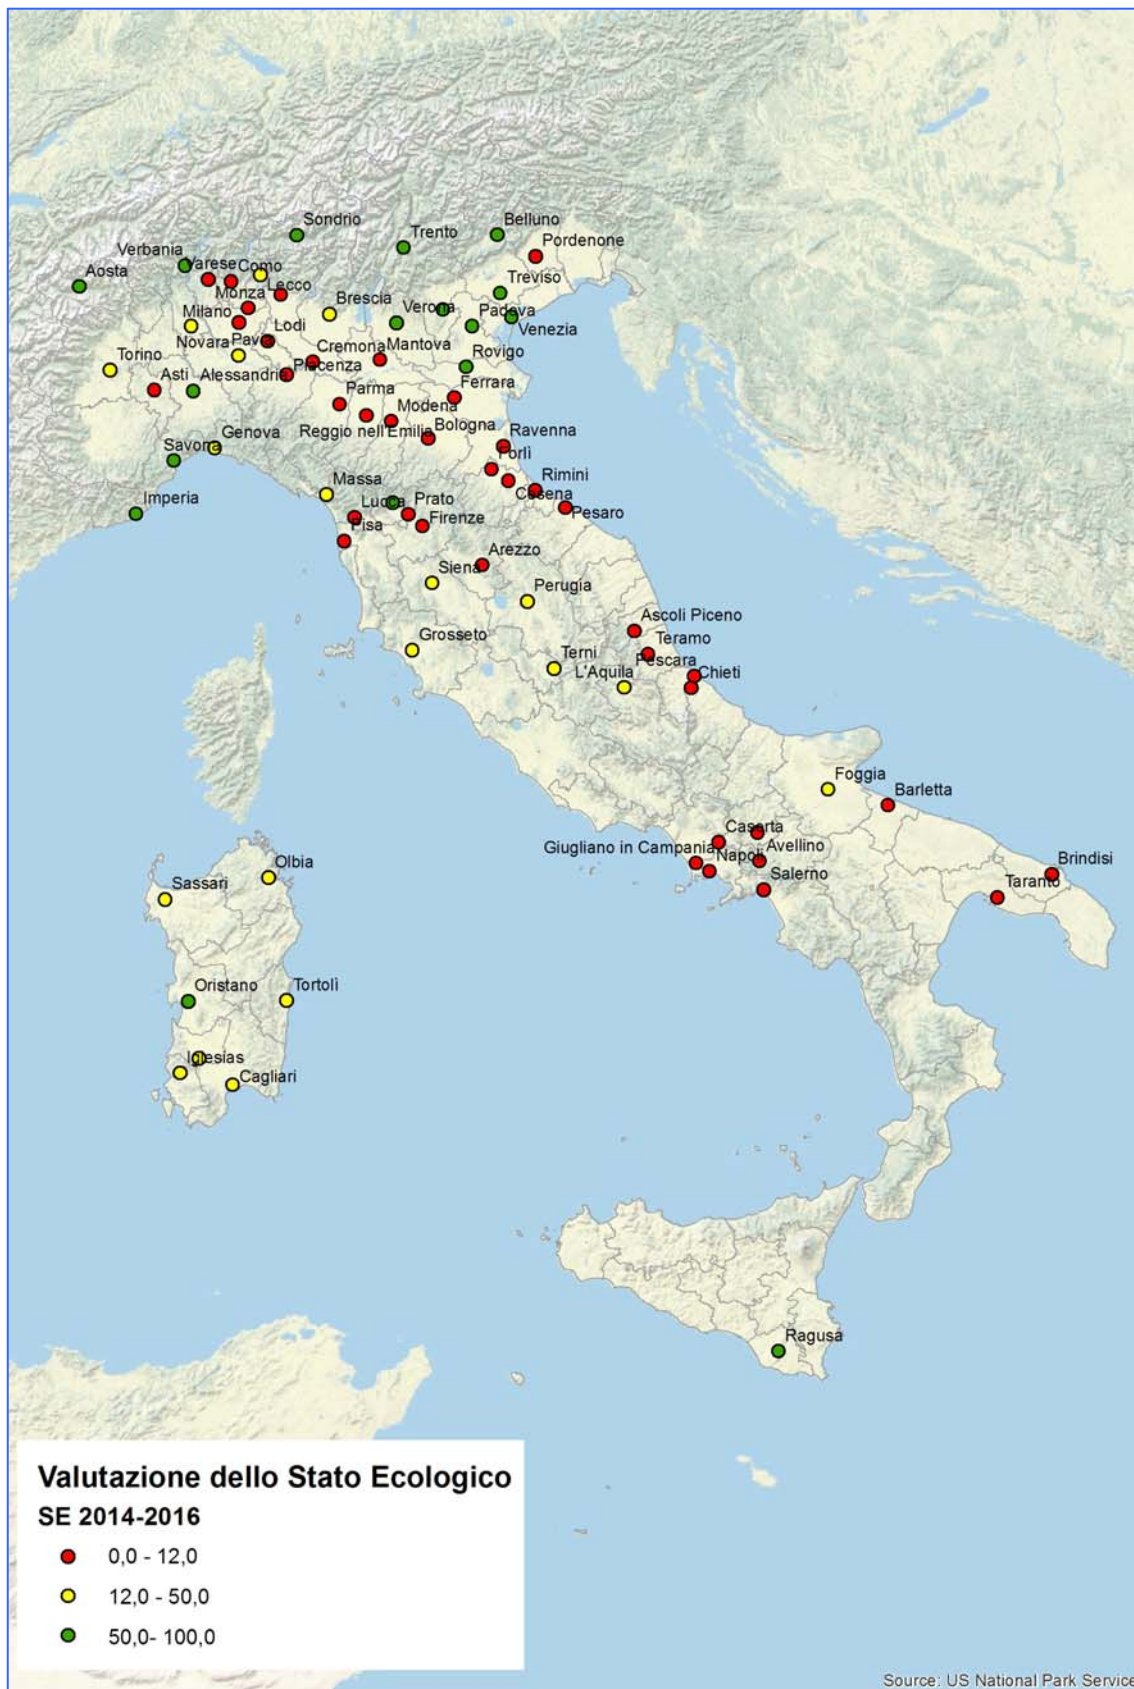 Sondrio
Belluno
Trento
Pordenone
Verbania
Varese
Como
Aosta
Lecco
Treviso
Monza
Milano
Brescia
Verona
Padova
Venezia
Lodi
Novara
Pavia
Cremona
Mantova
Rovigo
Torino
Piacenza
Asti
Alessandria
Ferrara
Parma
Modena
Reggio nell'Emilia
Bologna
Ravenna
Genova
Savona
Forlì
Rimini
Massa
Cesena
Imperia
Lucca
Prato
Pesaro
Pisa
Firenze
Arezzo
Siena
Perugia
Ascoli Piceno
Grosseto
Teramo
Terni
Pescara
L'Aquila
Chieti
Foggia
Barletta
Caserta
Giugliano in Campania
Avellino
Napoli
Brindisi
Olbia
Sassari
Salerno
Taranto
Oristano
Tortolì
Iglesias
Cagliari
Ragusa
Valutazione dello Stato Ecologico
SE 2014-2016
0,0 - 12,0
12,0 - 50,0
50,0- 100,0
Source: US National Park Service